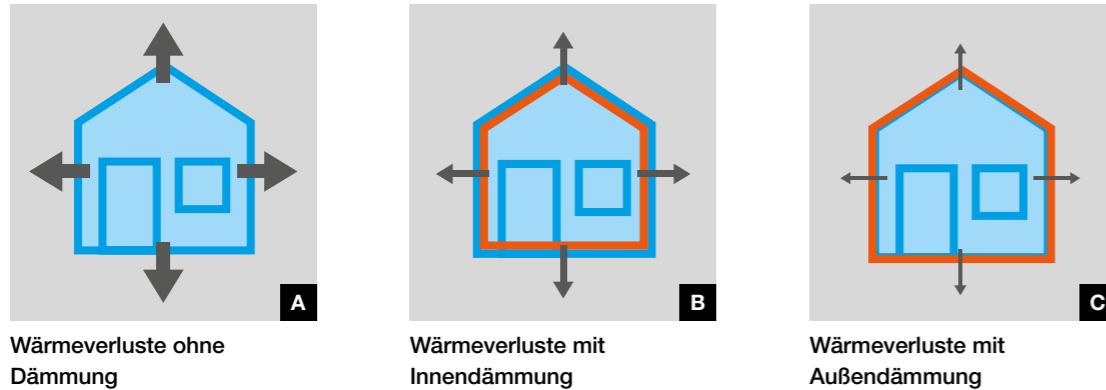 A
Wärmeverluste ohne
Dämmung
B
Wärmeverluste mit
Innendämmung
C
Wärmeverluste mit
Außendämmung